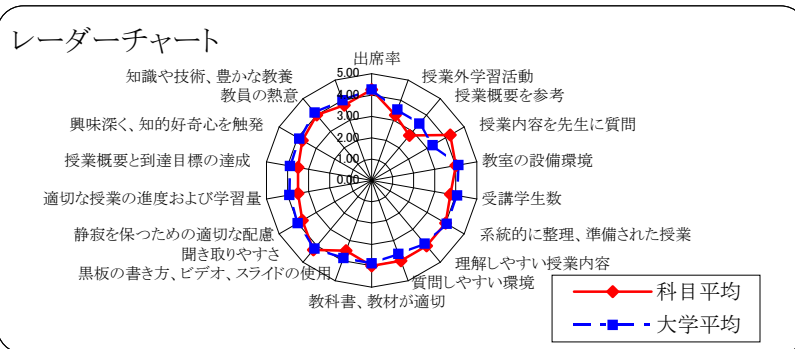 レーダーチャート
出席率
授業外学習活動
授業概要を参考
授業内容を先生に質問
教室の設備環境
受講学生数
系統的に整理、準備された授業
理解しやすい授業内容
質問しやすい環境
教科書、教材が適切
黒板の書き方、ビデオ、スライドの使用
聞き取りやすさ
静寂を保つための適切な配慮
適切な授業の進度および学習量
授業概要と到達目標の達成
興味深く、知的好奇心を触発
教員の熱意
知識や技術、豊かな教養
5.00
4.00
3.00
2.00
1.00
0.00
科目平均
大学平均